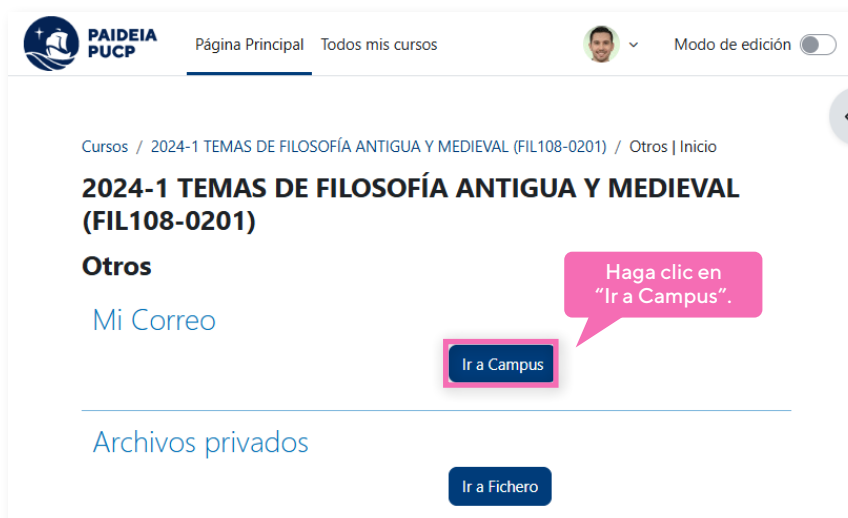 PAIDEIA
PUCP
Página Principal
Todos mis cursos
Modo de edición
Cursos / 2024-1 TEMAS DE FILOSOFÍA ANTIGUA Y MEDIEVAL (FIL108-0201) / Otros | Inicio
2024-1 TEMAS DE FILOSOFÍA ANTIGUA Y MEDIEVAL
(FIL108-0201)
Otros
Haga clic en
“Ir a Campus”.
Mi Correo
Ir a Campus
Archivos privados
Ir a Fichero